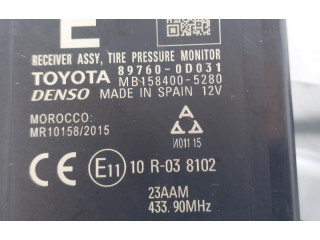 E
RECEIVER ASSY, TIRE PRESSURE MONITOR
TOYOTA 89760-0D031
MB158400-5280
DENSO MADE IN SPAIN 12V
MOROCCO:
MR10158/2015
И011 15
CE E11 10 R-03 8102
23AAM
433.90MHz